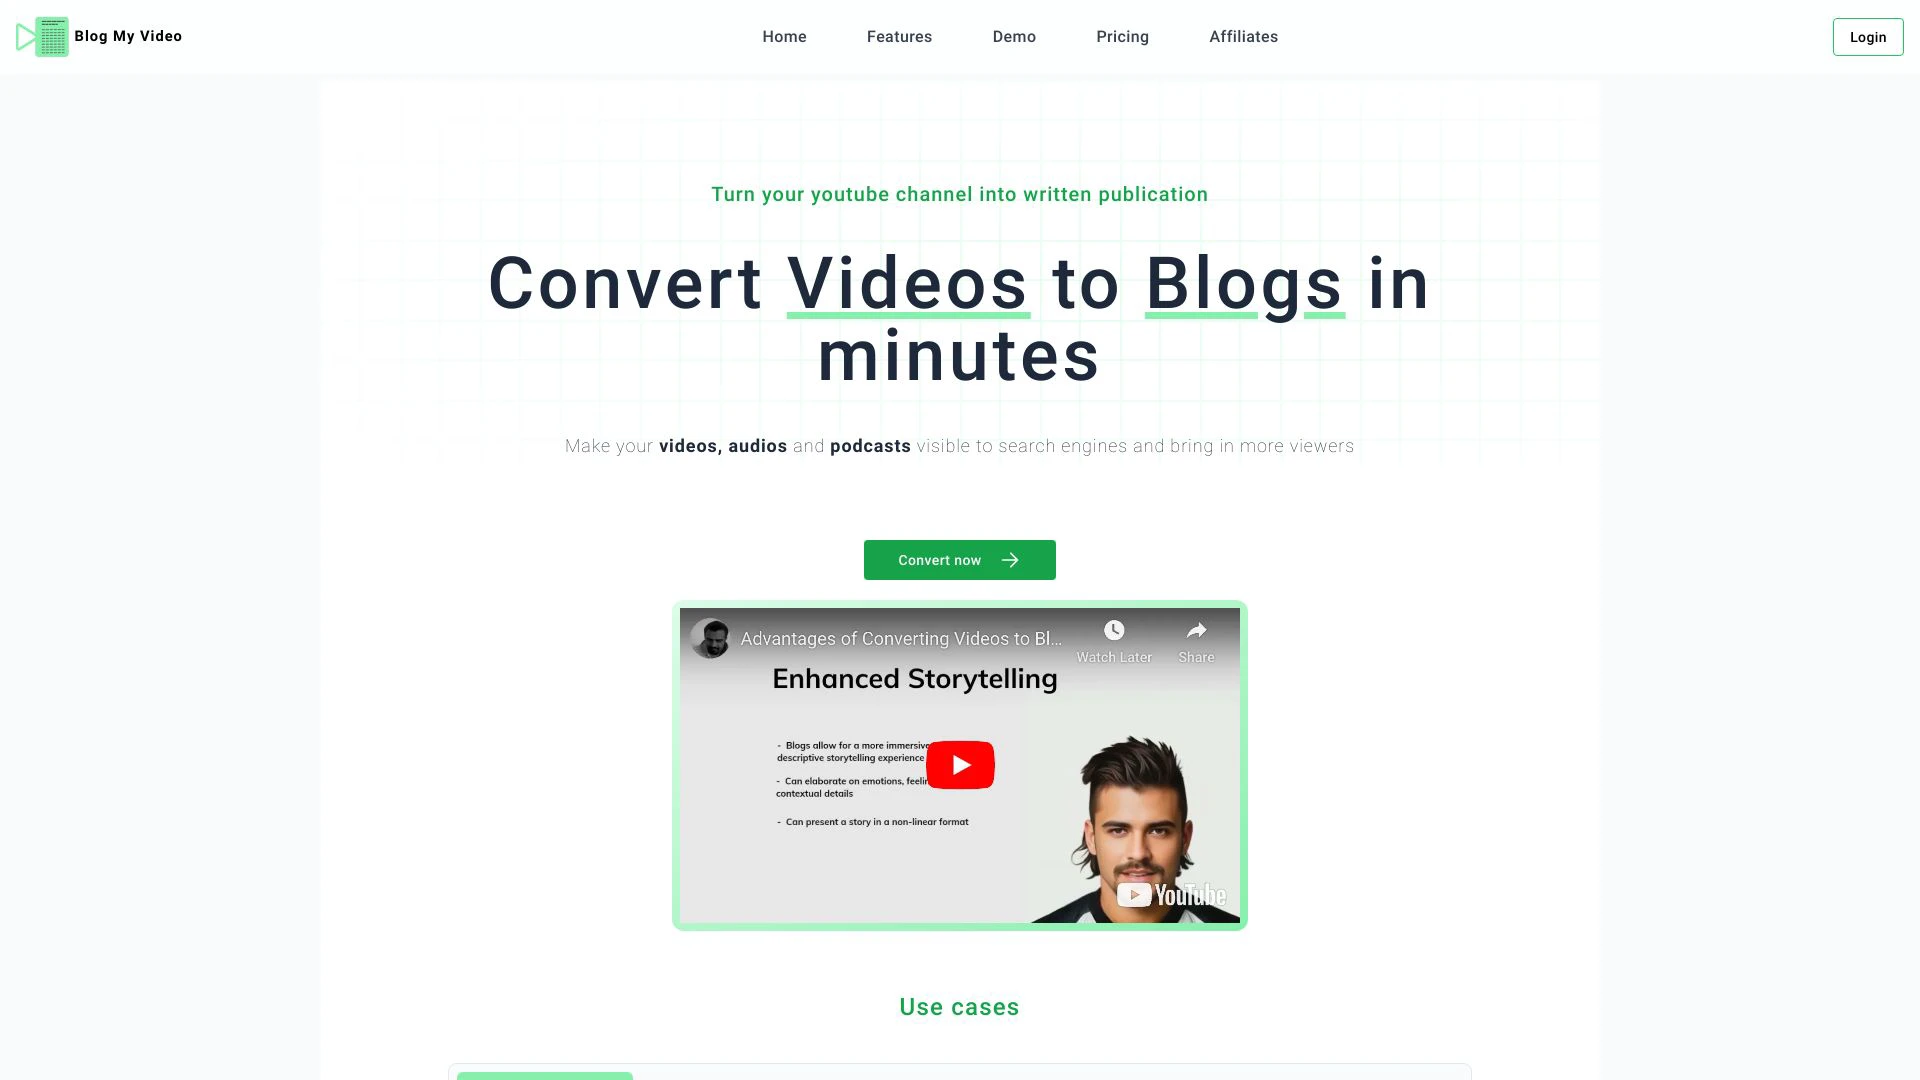 Blog My Video
Home
Features
Demo
Pricing
Affiliates
Login
Turn your youtube channel into written publication
Convert Videos to Blogs in
minutes
Make your videos, audios and podcasts visible to search engines and bring in more viewers
Convert now
Advantages of Converting Videos to Bl...
Watch Later
Share
Enhanced Storytelling
- Blogs allow for a more immersive
descriptive storytelling experience
- Can elaborate on emotions,
contextual details
- Can present a story in a non-linear format
YouTube
Use cases